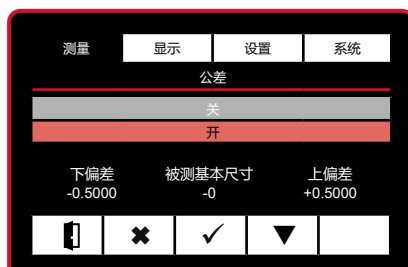 测量 显示 设置 系统
公差
关
开
下偏差 被测基本尺寸 上偏差
-0.5000 -0 +0.5000